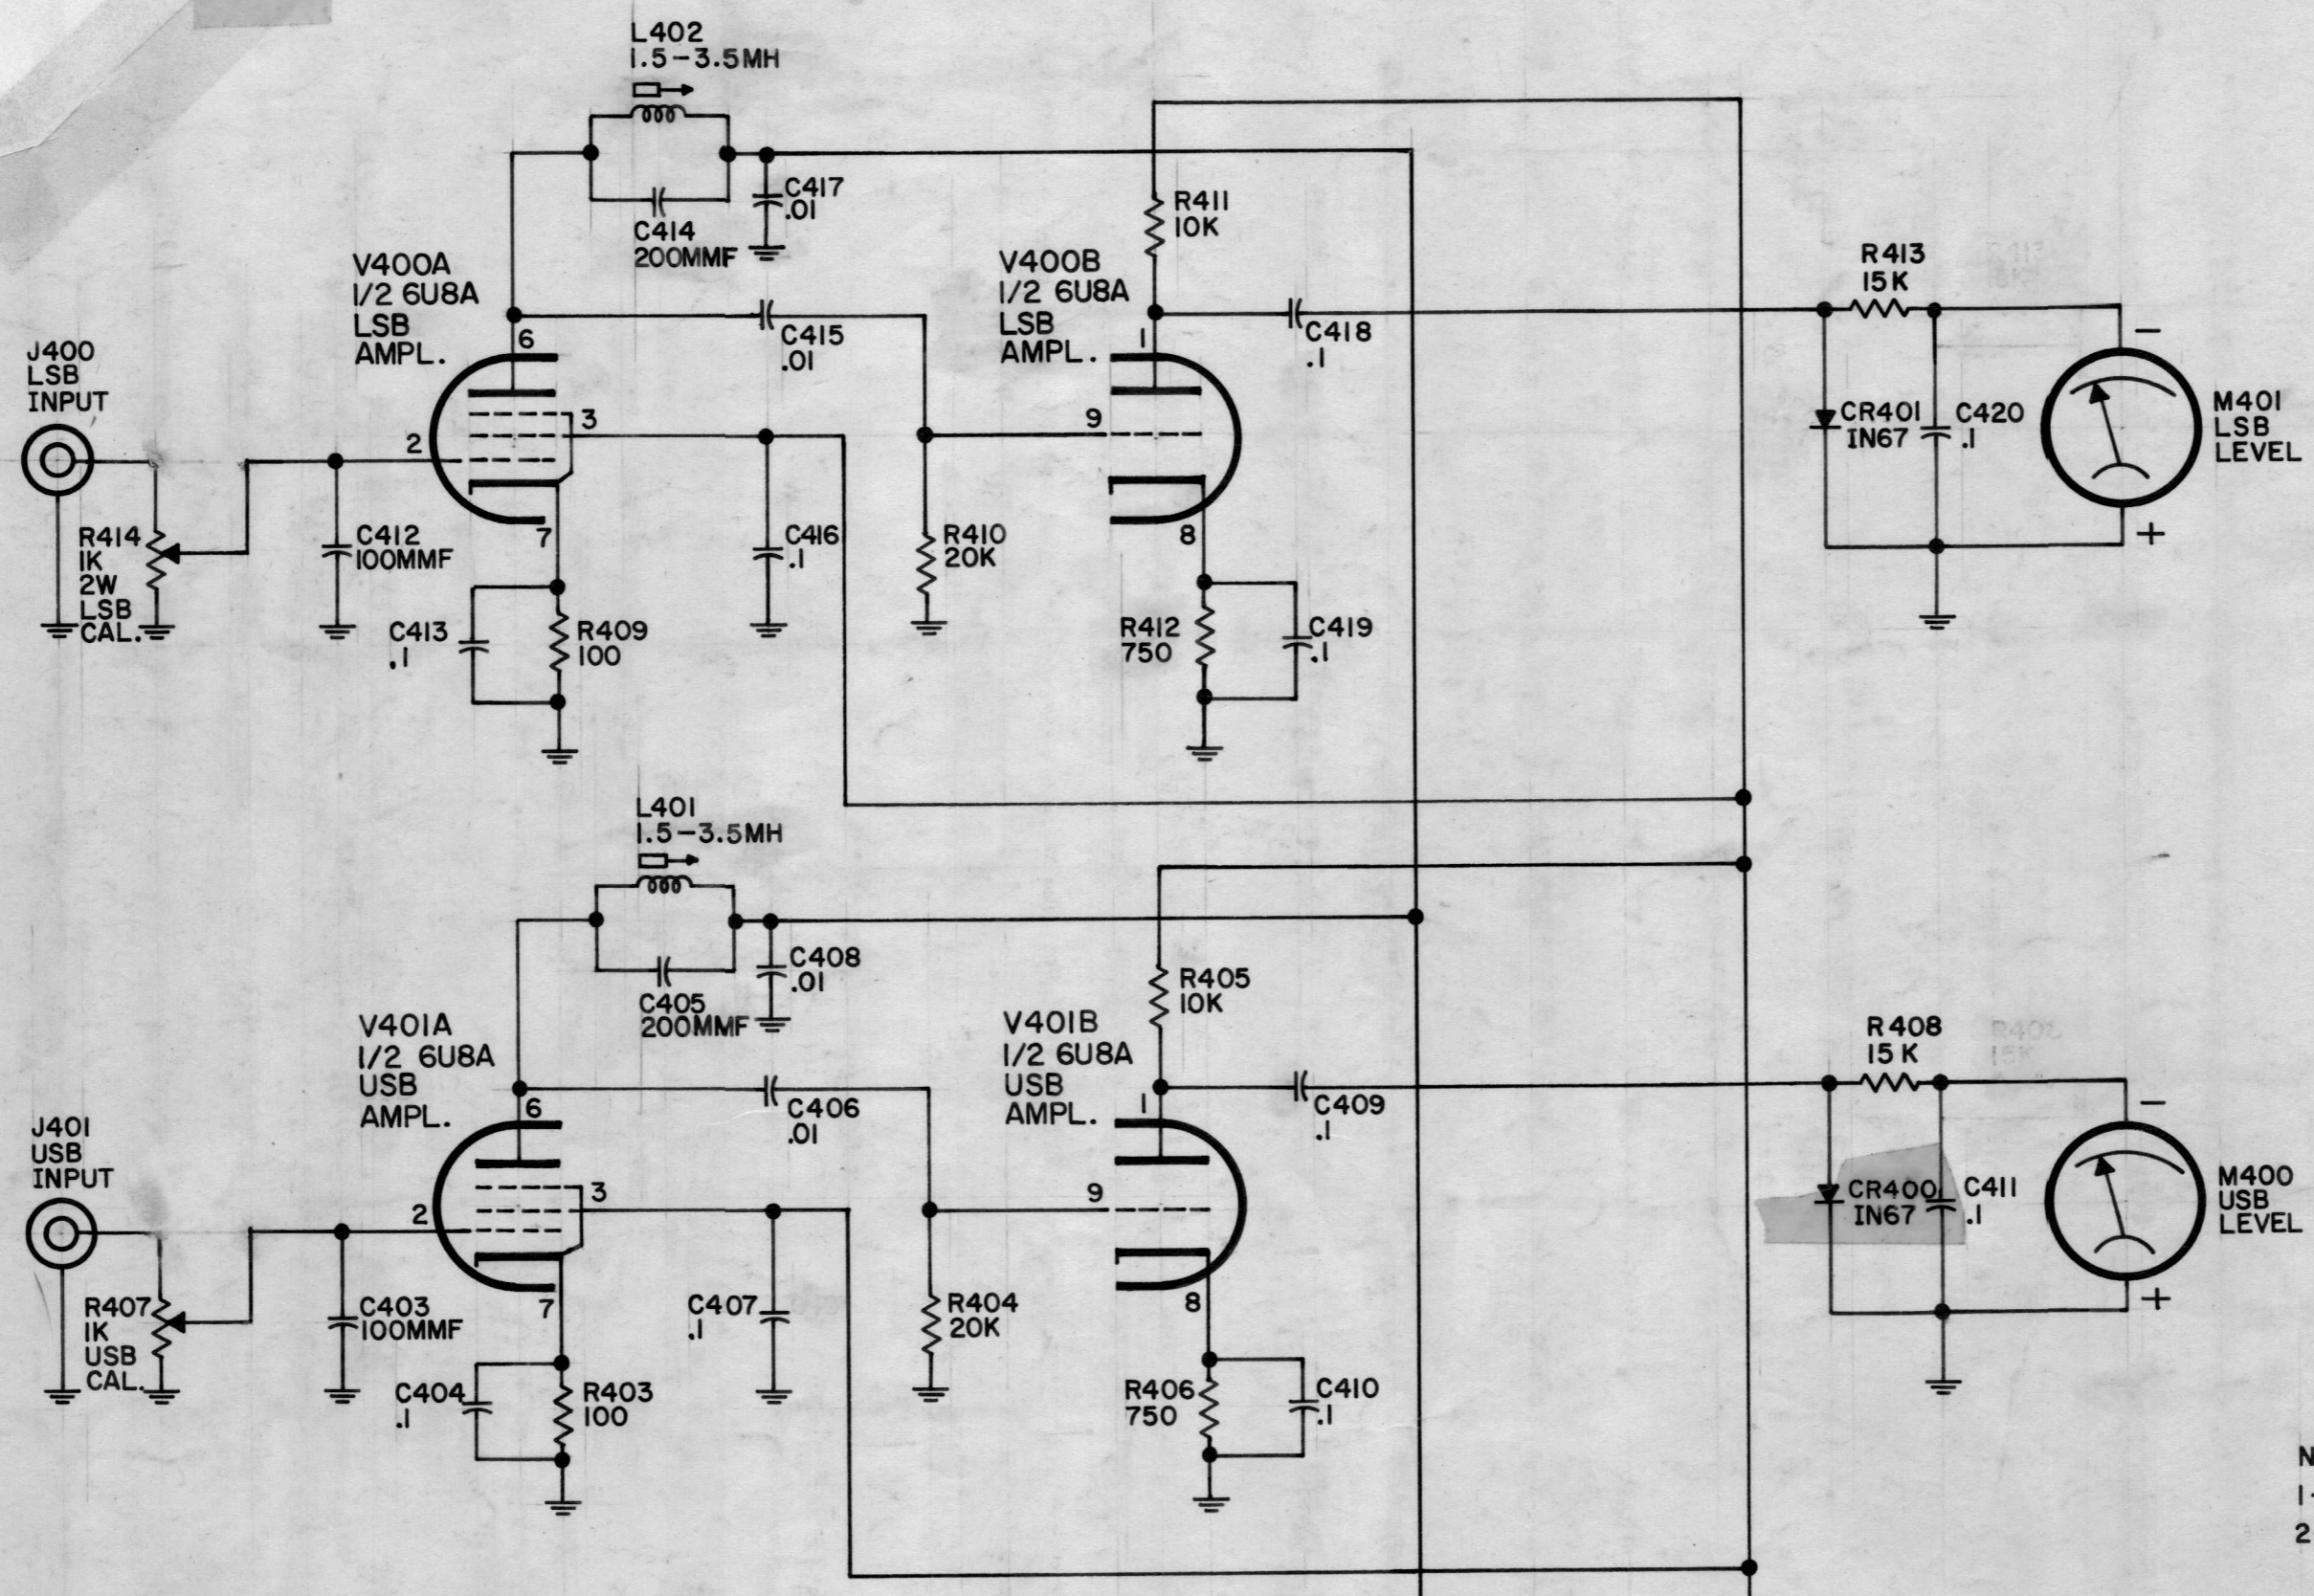 L402
1.5-3.5MH
C417
.01
C414
200MMF
R411
10K
V400A
1/2 6U8A
LSB
AMPL.
V400B
1/2 6U8A
LSB
AMPL.
R413
15K
6
C415
.01
1
C418
.1
J400
LSB
INPUT
2
3
9
CR401
IN67
C420
.1
−
M401
LSB
LEVEL
+
R414
1K
2W
LSB
CAL.
C412
100MMF
7
C416
.1
R410
20K
8
C413
.1
R409
100
R412
750
C419
.1
L401
1.5-3.5MH
C408
.01
C405
200MMF
R405
10K
V401A
1/2 6U8A
USB
AMPL.
V401B
1/2 6U8A
USB
AMPL.
R408
15K
R408
15K
6
C406
.01
1
C409
.1
J401
USB
INPUT
2
3
9
CR400
IN67
C411
.1
−
M400
USB
LEVEL
+
R407
1K
USB
CAL.
C403
100MMF
7
C407
.1
R404
20K
8
C404
.1
R403
100
R406
750
C410
.1
N
1-
2